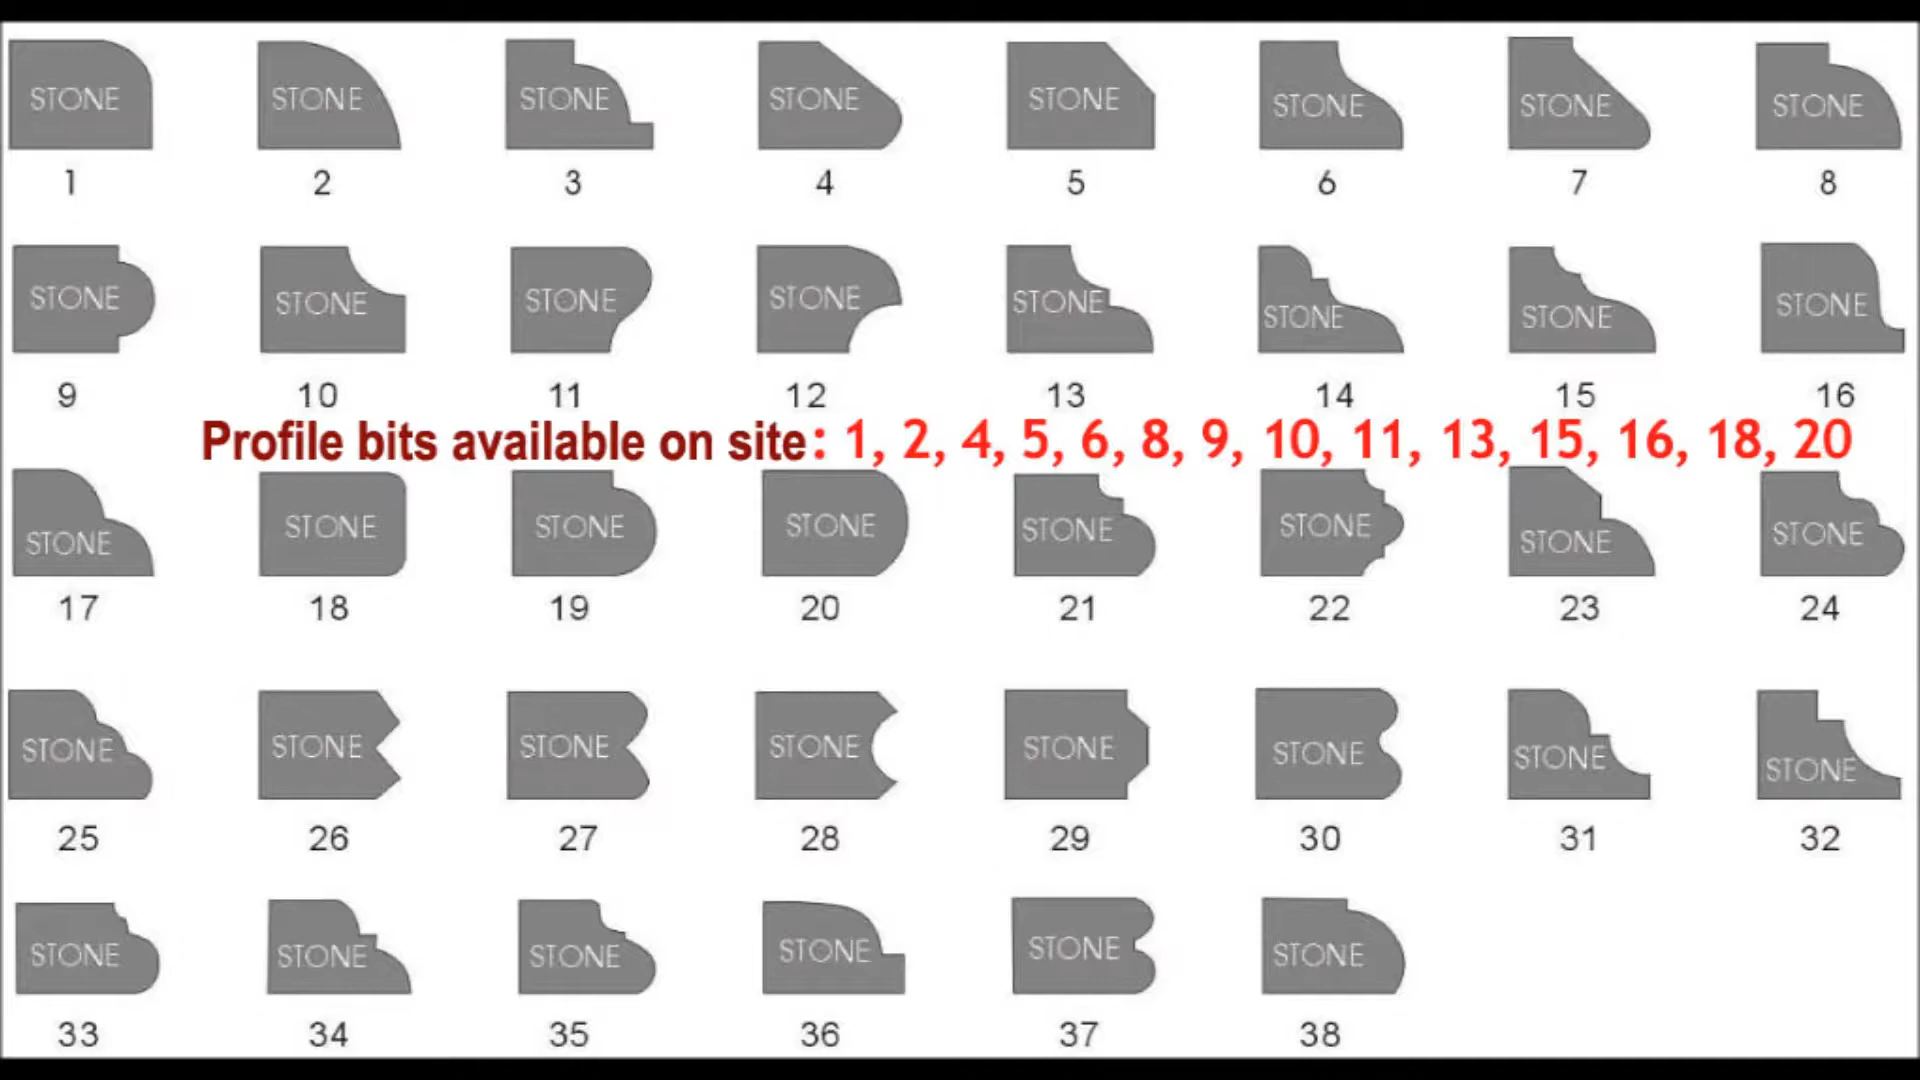 STONE STONE STONE STONE STONE STONE STONE STONE
1 2 3 4 5 6 7 8
STONE STONE STONE STONE STONE STONE STONE STONE
9 10 11 12 13 14 15 16
Profile bits available on site: 1, 2, 4, 5, 6, 8, 9, 10, 11, 13, 15, 16, 18, 20
STONE STONE STONE STONE STONE STONE STONE STONE
17 18 19 20 21 22 23 24
STONE STONE STONE STONE STONE STONE STONE STONE
25 26 27 28 29 30 31 32
STONE STONE STONE STONE STONE STONE
33 34 35 36 37 38